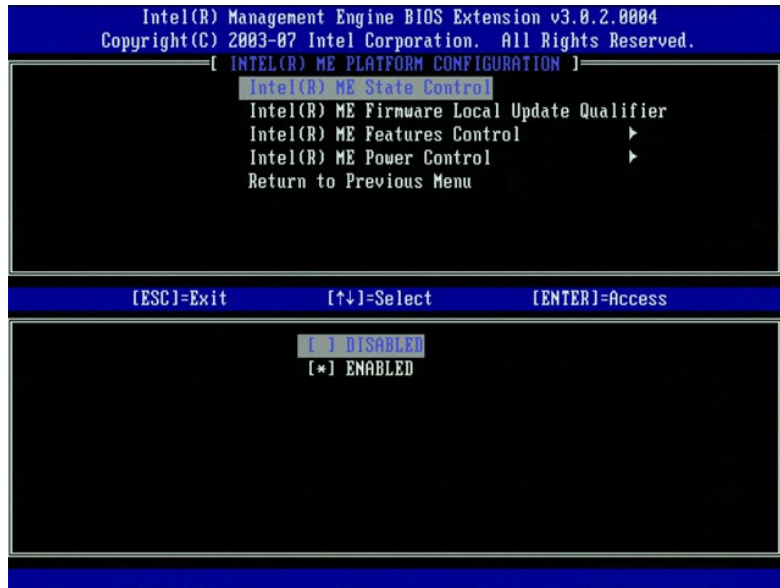 Intel(R) Management Engine BIOS Extension v3.0.2.0004
Copyright(C) 2003-07 Intel Corporation. All Rights Reserved.
[ INTEL(R) ME PLATFORM CONFIGURATION ]
Intel(R) ME State Control
Intel(R) ME Firmware Local Update Qualifier
Intel(R) ME Features Control ►
Intel(R) ME Power Control ►
Return to Previous Menu
[ESC]=Exit [↑↓]=Select [ENTER]=Access
[ ] DISABLED
[*] ENABLED